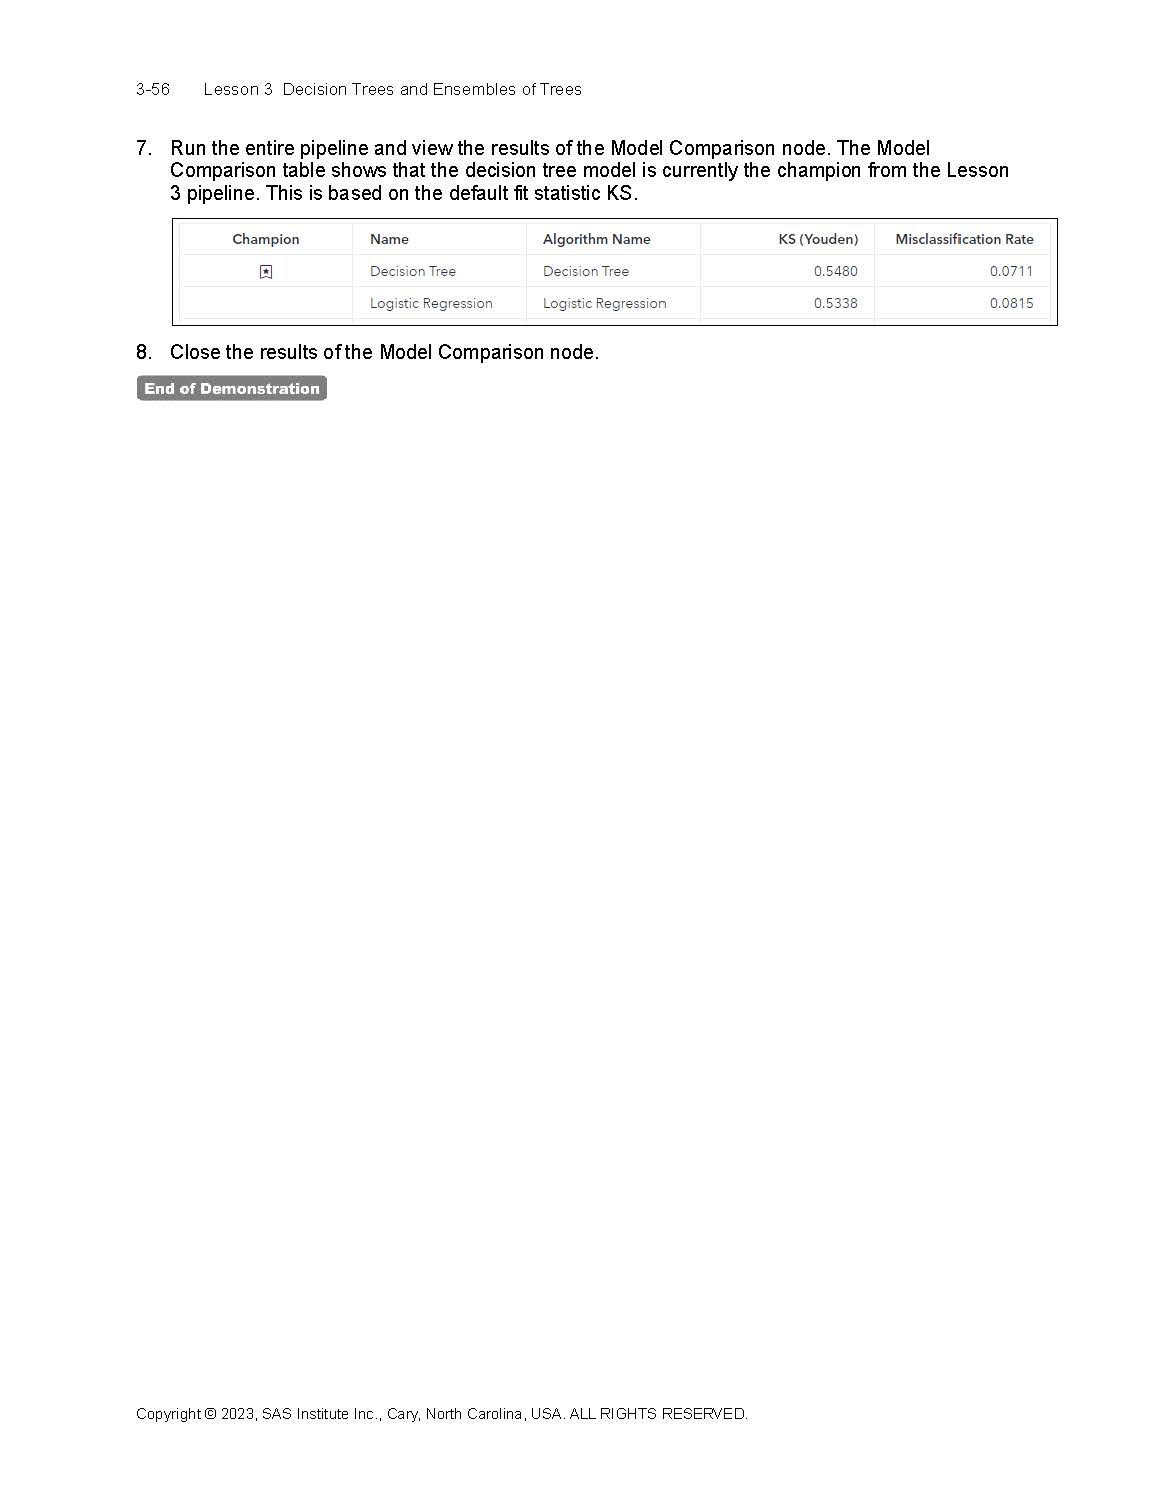 3-56 Lesson 3 Decision Trees and Ensembles of Trees
7. Run the entire pipeline and view the results of the Model Comparison node. The Model
Comparison table shows that the decision tree model is currently the champion from the Lesson
3 pipeline. This is based on the default fit statistic KS.
Champion Name Algorithm Name KS (Youden) Misclassification Rate
Decision Tree Decision Tree 0.5480 0.0711
Logistic Regression Logistic Regression 0.5338 0.0815
8. Close the results of the Model Comparison node.
End of Demonstration
Copyright © 2023, SAS Institute Inc., Cary, North Carolina, USA. ALL RIGHTS RESERVED.